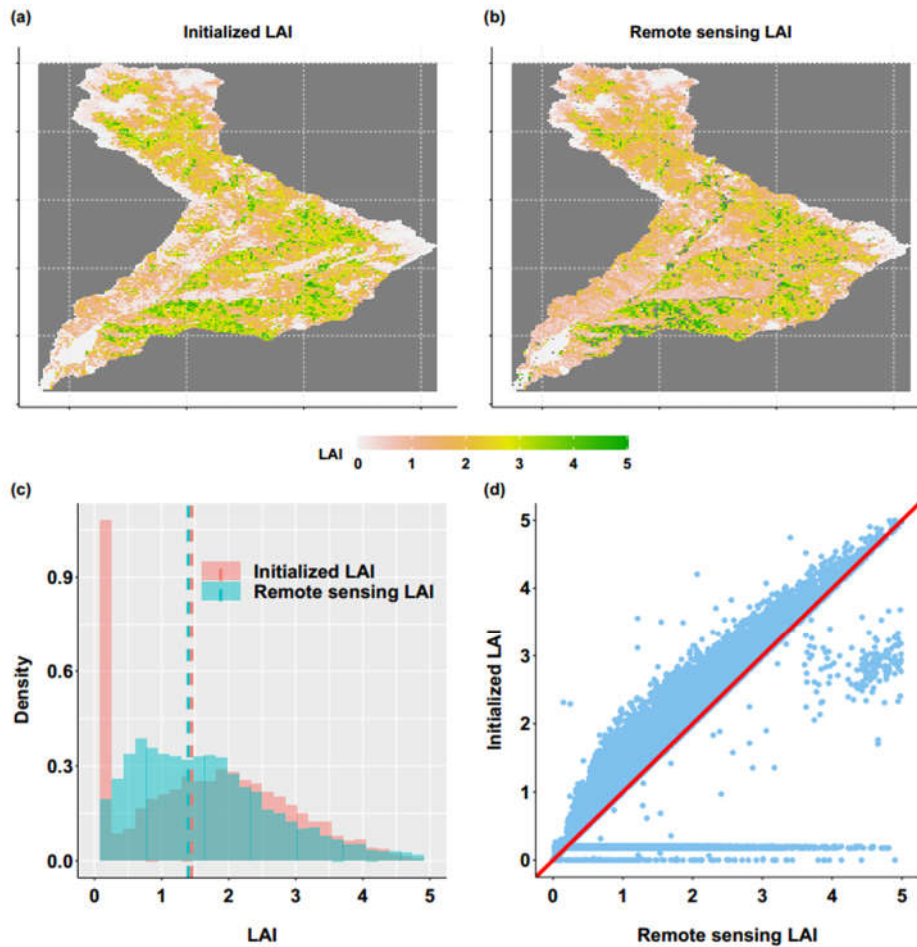 (a)
Initialized LAI
(b)
Remote sensing LAI
LAI
0 1 2 3 4 5
(c)
Density
0.9
0.6
0.3
0.0
0 1 2 3 4 5
LAI
Initialized LAI
Remote sensing LAI
(d)
Initialized LAI
5
4
3
2
1
0
0 1 2 3 4 5
Remote sensing LAI